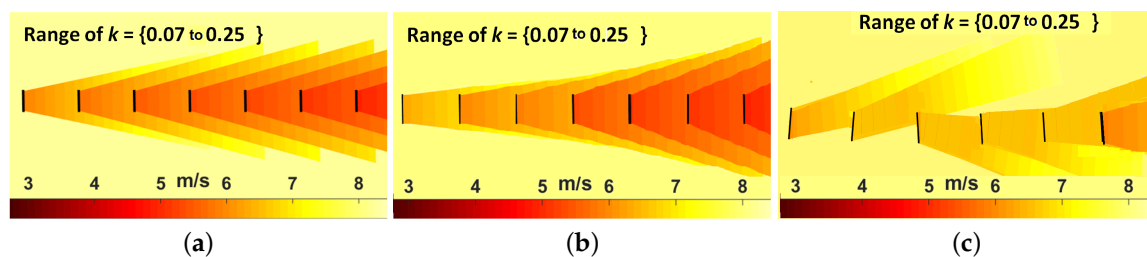 Range of k = {0.07 to 0.25 }
3 4 5 m/s 6 7 8
(a)
Range of k = {0.07 to 0.25 }
3 4 5 m/s 6 7 8
(b)
Range of k = {0.07 to 0.25 }
3 4 5 m/s 6 7 8
(c)